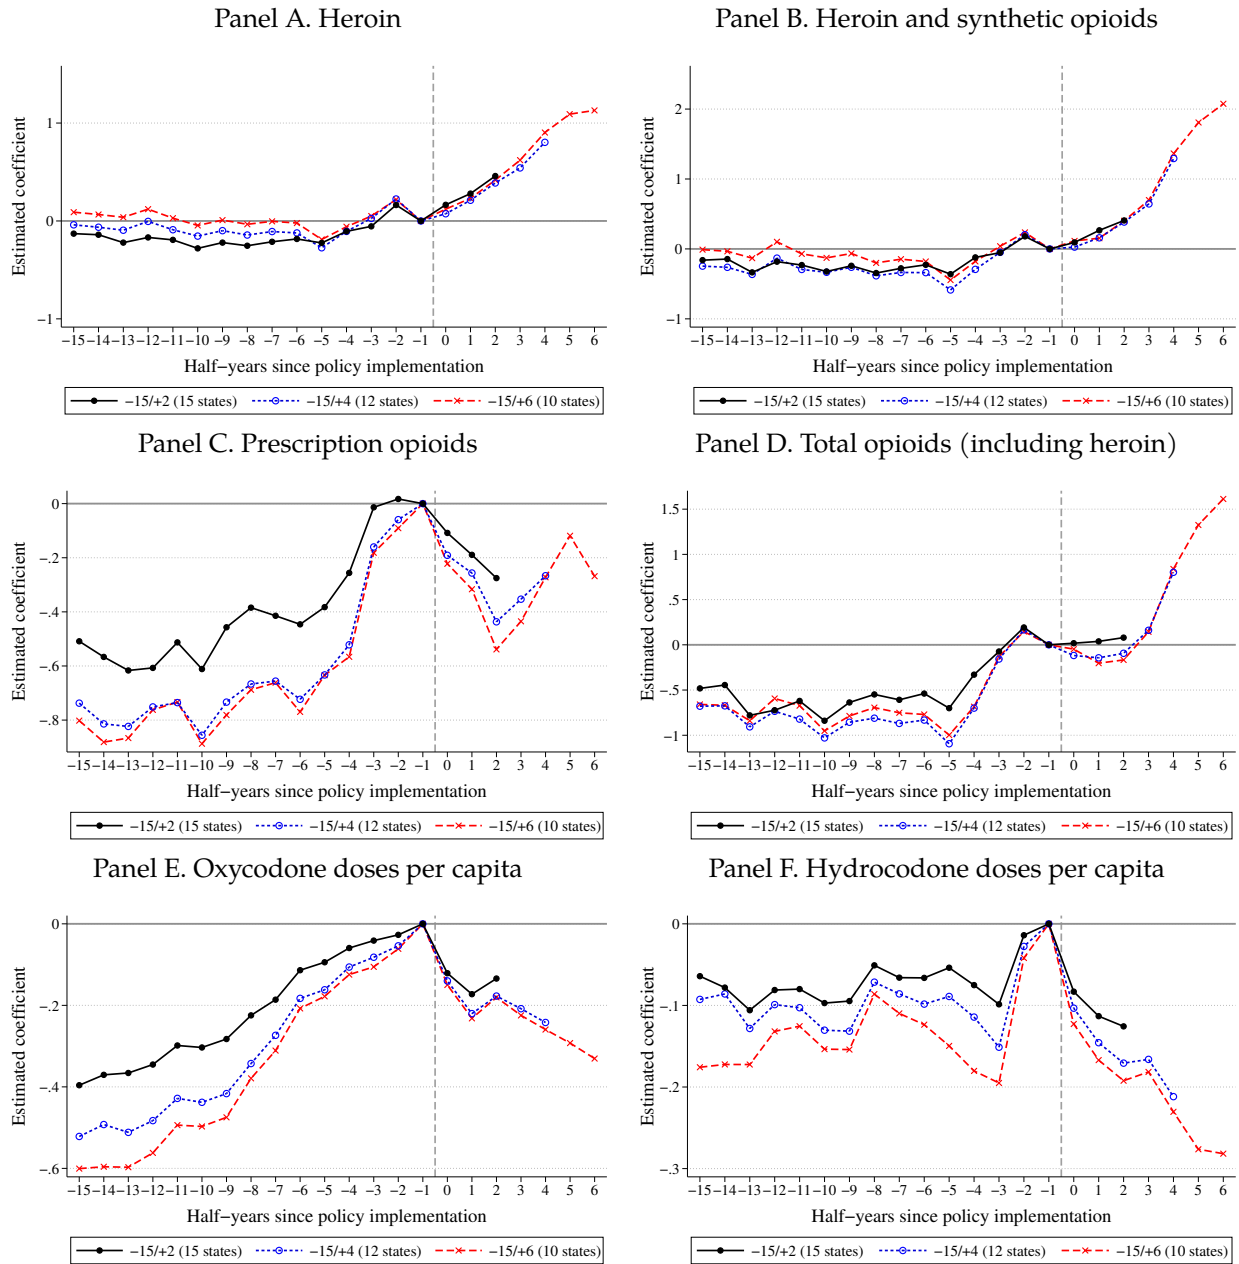 Panel A. Heroin
Estimated coefficient
1
0
−1
−15 −14 −13 −12 −11 −10 −9 −8 −7 −6 −5 −4 −3 −2 −1 0 1 2 3 4 5 6
Half−years since policy implementation
−15/+2 (15 states) −15/+4 (12 states) −15/+6 (10 states)
Panel B. Heroin and synthetic opioids
Estimated coefficient
2
1
0
−1
−15 −14 −13 −12 −11 −10 −9 −8 −7 −6 −5 −4 −3 −2 −1 0 1 2 3 4 5 6
Half−years since policy implementation
−15/+2 (15 states) −15/+4 (12 states) −15/+6 (10 states)
Panel C. Prescription opioids
Estimated coefficient
0
−.2
−.4
−.6
−.8
−15 −14 −13 −12 −11 −10 −9 −8 −7 −6 −5 −4 −3 −2 −1 0 1 2 3 4 5 6
Half−years since policy implementation
−15/+2 (15 states) −15/+4 (12 states) −15/+6 (10 states)
Panel D. Total opioids (including heroin)
Estimated coefficient
1.5
1
.5
0
−.5
−1
−15 −14 −13 −12 −11 −10 −9 −8 −7 −6 −5 −4 −3 −2 −1 0 1 2 3 4 5 6
Half−years since policy implementation
−15/+2 (15 states) −15/+4 (12 states) −15/+6 (10 states)
Panel E. Oxycodone doses per capita
Estimated coefficient
0
−.2
−.4
−.6
−15 −14 −13 −12 −11 −10 −9 −8 −7 −6 −5 −4 −3 −2 −1 0 1 2 3 4 5 6
Half−years since policy implementation
−15/+2 (15 states) −15/+4 (12 states) −15/+6 (10 states)
Panel F. Hydrocodone doses per capita
Estimated coefficient
0
−.1
−.2
−.3
−15 −14 −13 −12 −11 −10 −9 −8 −7 −6 −5 −4 −3 −2 −1 0 1 2 3 4 5 6
Half−years since policy implementation
−15/+2 (15 states) −15/+4 (12 states) −15/+6 (10 states)